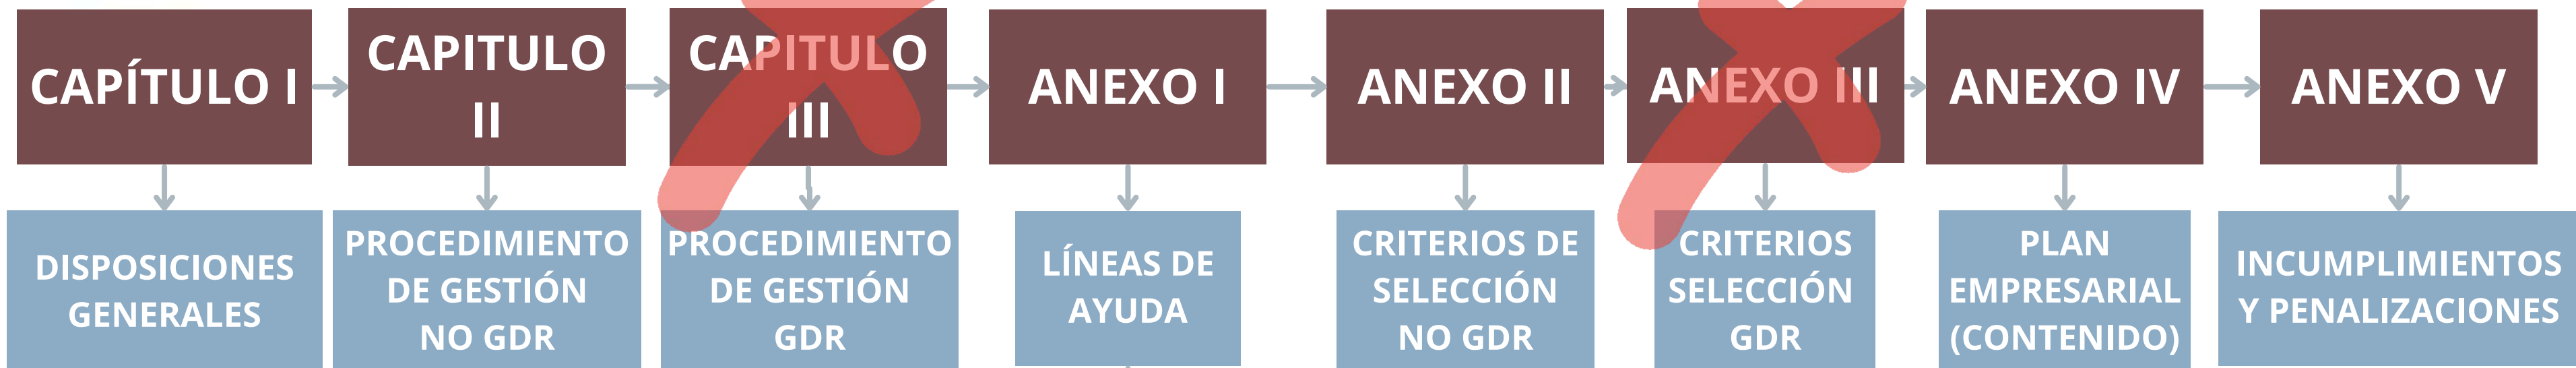 CAPÍTULO I
CAPITULO
II
CAPITULO
III
ANEXO I
ANEXO II
ANEXO III
ANEXO IV
ANEXO V
DISPOSICIONES
GENERALES
PROCEDIMIENTO
DE GESTIÓN
NO GDR
PROCEDIMIENTO
DE GESTIÓN
GDR
LÍNEAS DE
AYUDA
CRITERIOS DE
SELECCIÓN
NO GDR
CRITERIOS
SELECCIÓN
GDR
PLAN
EMPRESARIAL
(CONTENIDO)
INCUMPLIMIENTOS
Y PENALIZACIONES